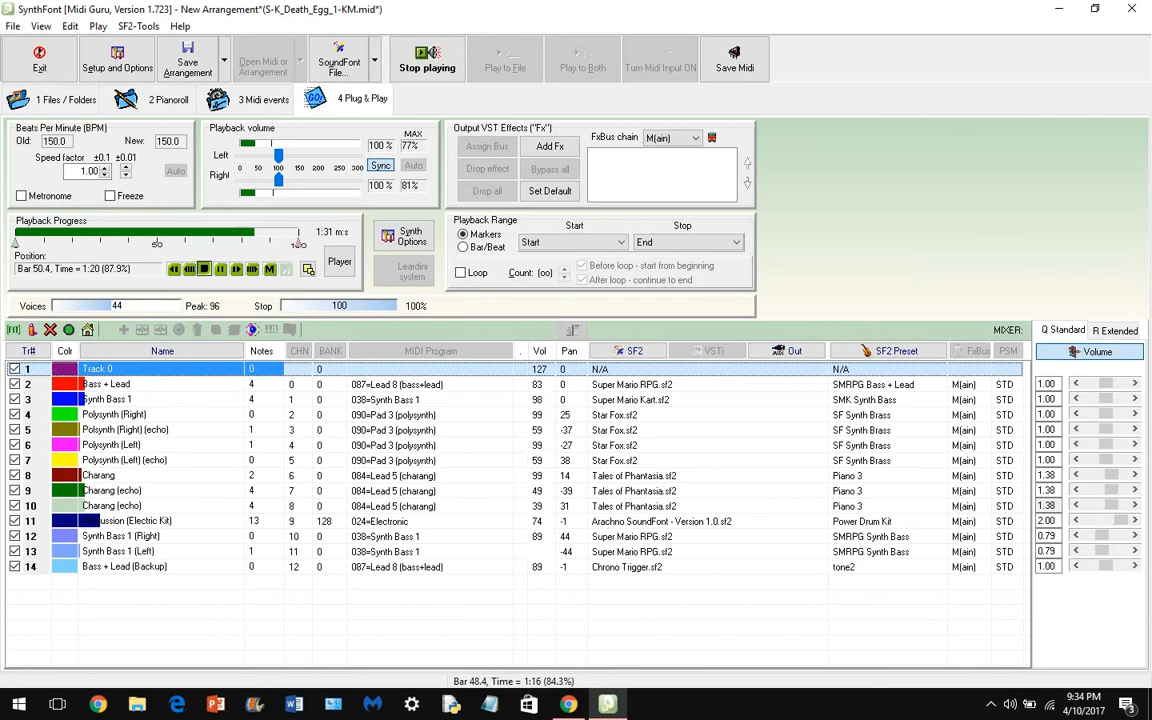 SynthFont [Midi Guru, Version 1.723] - New Arrangement*(S-K_Death_Egg_1-KM.mid*)
File View Edit Play SF2-Tools Help
Exit Setup and Options Save Arrangement Open Midi or Arrangement SoundFont File... Stop playing Play to File Play to Both Turn Midi Input ON Save Midi
1 Files / Folders 2 Pianoroll 3 Midi events 4 Plug & Play
Beats Per Minute (BPM) Playback volume MAX Output VST Effects ("Fx")
Old: 150.0 New: 150.0 100 % 77% Assign Bus Add Fx FxBus chain M(ain)
Speed factor ±0.1 ±0.01 Left
1.00 Auto 0 50 100 150 200 250 300 Sync Auto Drop effect Bypass all
Metronome Freeze Right 100 % 81% Drop all Set Default
Playback Progress Playback Range Start Stop
1:31 m:s Synth Options Markers Start End
50 100 Bar/Beat
Position:
Bar 50.4, Time = 1:20 (87.9%) Player Leardini system Loop Count: (oo) Before loop - start from beginning
After loop - continue to end
Voices 44 Peak: 96 Stop 100 100%
MIXER: Q Standard R Extended
Tr# Colr Name Notes CHN BANK MIDI Program . Vol Pan SF2 VSTi Out SF2 Preset FxBus PSM Volume
1 Track 0 0 0 127 0 N/A N/A
2 Bass + Lead 4 0 0 087=Lead 8 (bass+lead) 83 0 Super Mario RPG.sf2 SMRPG Bass + Lead M(ain) STD 1.00
3 Synth Bass 1 4 1 0 038=Synth Bass 1 98 0 Super Mario Kart.sf2 SMK Synth Bass M(ain) STD 1.00
4 Polysynth (Right) 0 2 0 090=Pad 3 (polysynth) 99 25 Star Fox.sf2 SF Synth Brass M(ain) STD 1.00
5 Polysynth (Right) (echo) 1 3 0 090=Pad 3 (polysynth) 59 -37 Star Fox.sf2 SF Synth Brass M(ain) STD 1.00
6 Polysynth (Left) 1 4 0 090=Pad 3 (polysynth) 99 -27 Star Fox.sf2 SF Synth Brass M(ain) STD 1.00
7 Polysynth (Left) (echo) 0 5 0 090=Pad 3 (polysynth) 59 38 Star Fox.sf2 SF Synth Brass M(ain) STD 1.00
8 Charang 2 6 0 084=Lead 5 (charang) 99 14 Tales of Phantasia.sf2 Piano 3 M(ain) STD 1.38
9 Charang (echo) 4 7 0 084=Lead 5 (charang) 49 -39 Tales of Phantasia.sf2 Piano 3 M(ain) STD 1.38
10 Charang (echo) 4 8 0 084=Lead 5 (charang) 39 31 Tales of Phantasia.sf2 Piano 3 M(ain) STD 1.38
11 cussion (Electric Kit) 13 9 128 024=Electronic 74 -1 Arachno SoundFont - Version 1.0.sf2 Power Drum Kit M(ain) STD 2.00
12 Synth Bass 1 (Right) 0 10 0 038=Synth Bass 1 89 44 Super Mario RPG.sf2 SMRPG Synth Bass M(ain) STD 0.79
13 Synth Bass 1 (Left) 1 11 0 038=Synth Bass 1 -44 Super Mario RPG.sf2 SMRPG Synth Bass M(ain) STD 0.79
14 Bass + Lead (Backup) 0 12 0 087=Lead 8 (bass+lead) 89 -1 Chrono Trigger.sf2 tone2 M(ain) STD 1.00
Bar 48.4, Time = 1:16 (84.3%)
9:34 PM
4/10/2017 3